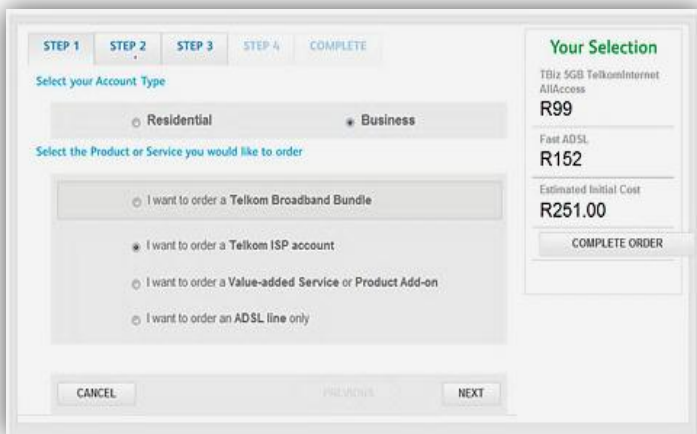 STEP 1 STEP 2 STEP 3 STEP 4 COMPLETE
Select your Account Type
Residential Business
Select the Product or Service you would like to order
I want to order a Telkom Broadband Bundle
I want to order a Telkom ISP account
I want to order a Value-added Service or Product Add-on
I want to order an ADSL line only
CANCEL PREVIOUS NEXT
Your Selection
TBiz 5GB TelkomInternet
AllAccess
R99
Fast ADSL
R152
Estimated Initial Cost
R251.00
COMPLETE ORDER